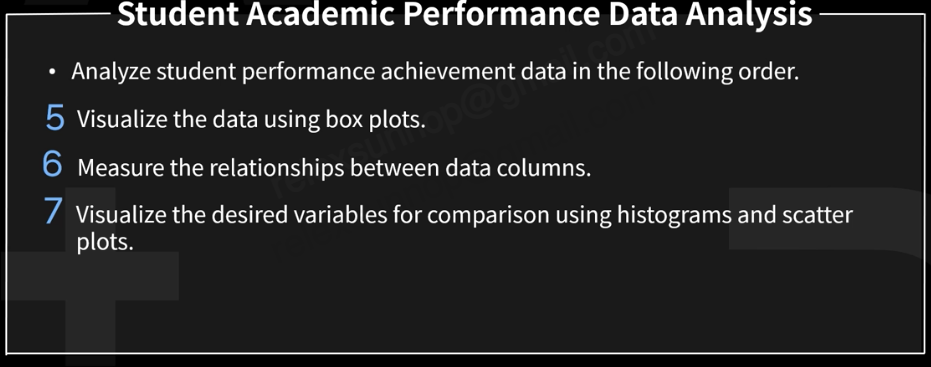 Student Academic Performance Data Analysis
• Analyze student performance achievement data in the following order.
5 Visualize the data using box plots.
6 Measure the relationships between data columns.
7 Visualize the desired variables for comparison using histograms and scatter
plots.